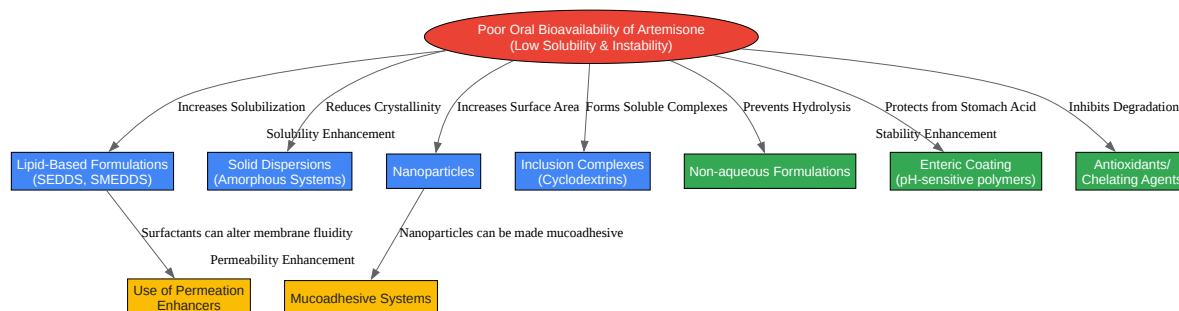 Poor Oral Bioavailability of Artemisone
(Low Solubility & Instability)
Increases Solubilization
Reduces Crystallinity
Increases Surface Area
Forms Soluble Complexes
Prevents Hydrolysis
Protects from Stomach Acid
Inhibits Degradation
Solubility Enhancement
Stability Enhancement
Lipid-Based Formulations
(SEDDS, SMEDDS)
Solid Dispersions
(Amorphous Systems)
Nanoparticles
Inclusion Complexes
(Cyclodextrins)
Non-aqueous Formulations
Enteric Coating
(pH-sensitive polymers)
Antioxidants/
Chelating Agents
Surfactants can alter membrane fluidity
Nanoparticles can be made mucoadhesive
Permeability Enhancement
Use of Permeation
Enhancers
Mucoadhesive Systems